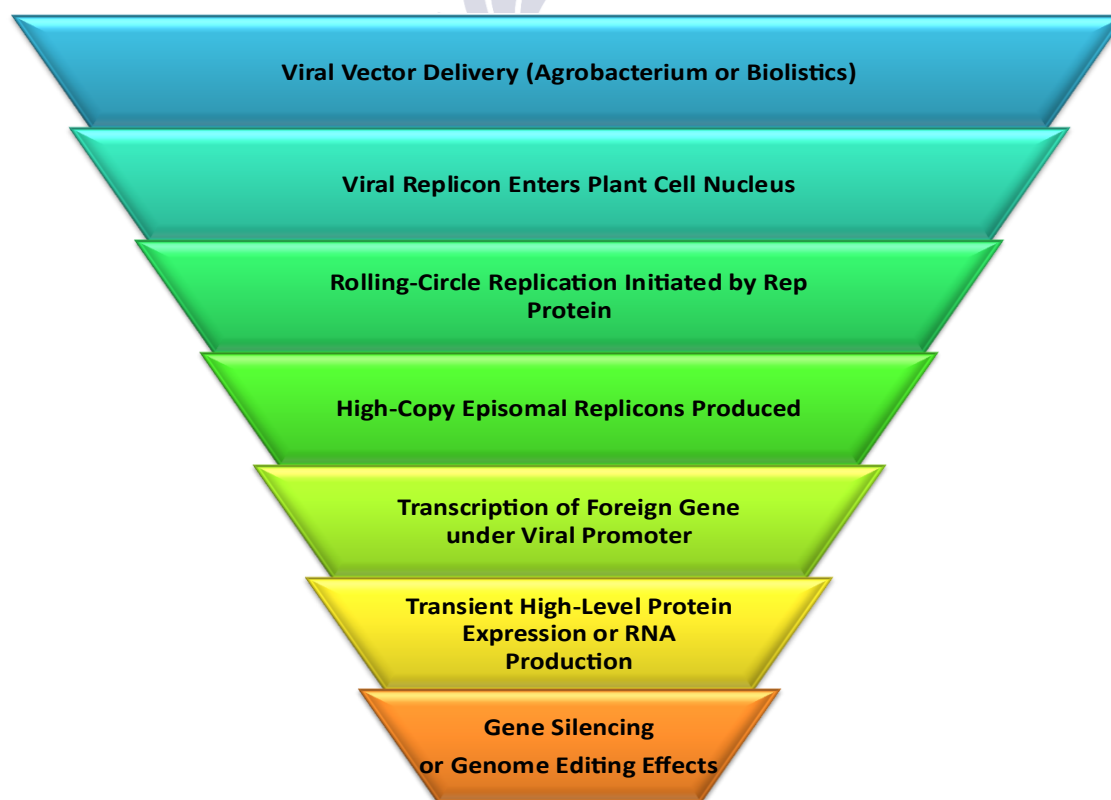 Viral Vector Delivery (Agrobacterium or Biolistics)
Viral Replicon Enters Plant Cell Nucleus
Rolling-Circle Replication Initiated by Rep
Protein
High-Copy Episomal Replicons Produced
Transcription of Foreign Gene
under Viral Promoter
Transient High-Level Protein
Expression or RNA
Production
Gene Silencing
or Genome Editing Effects